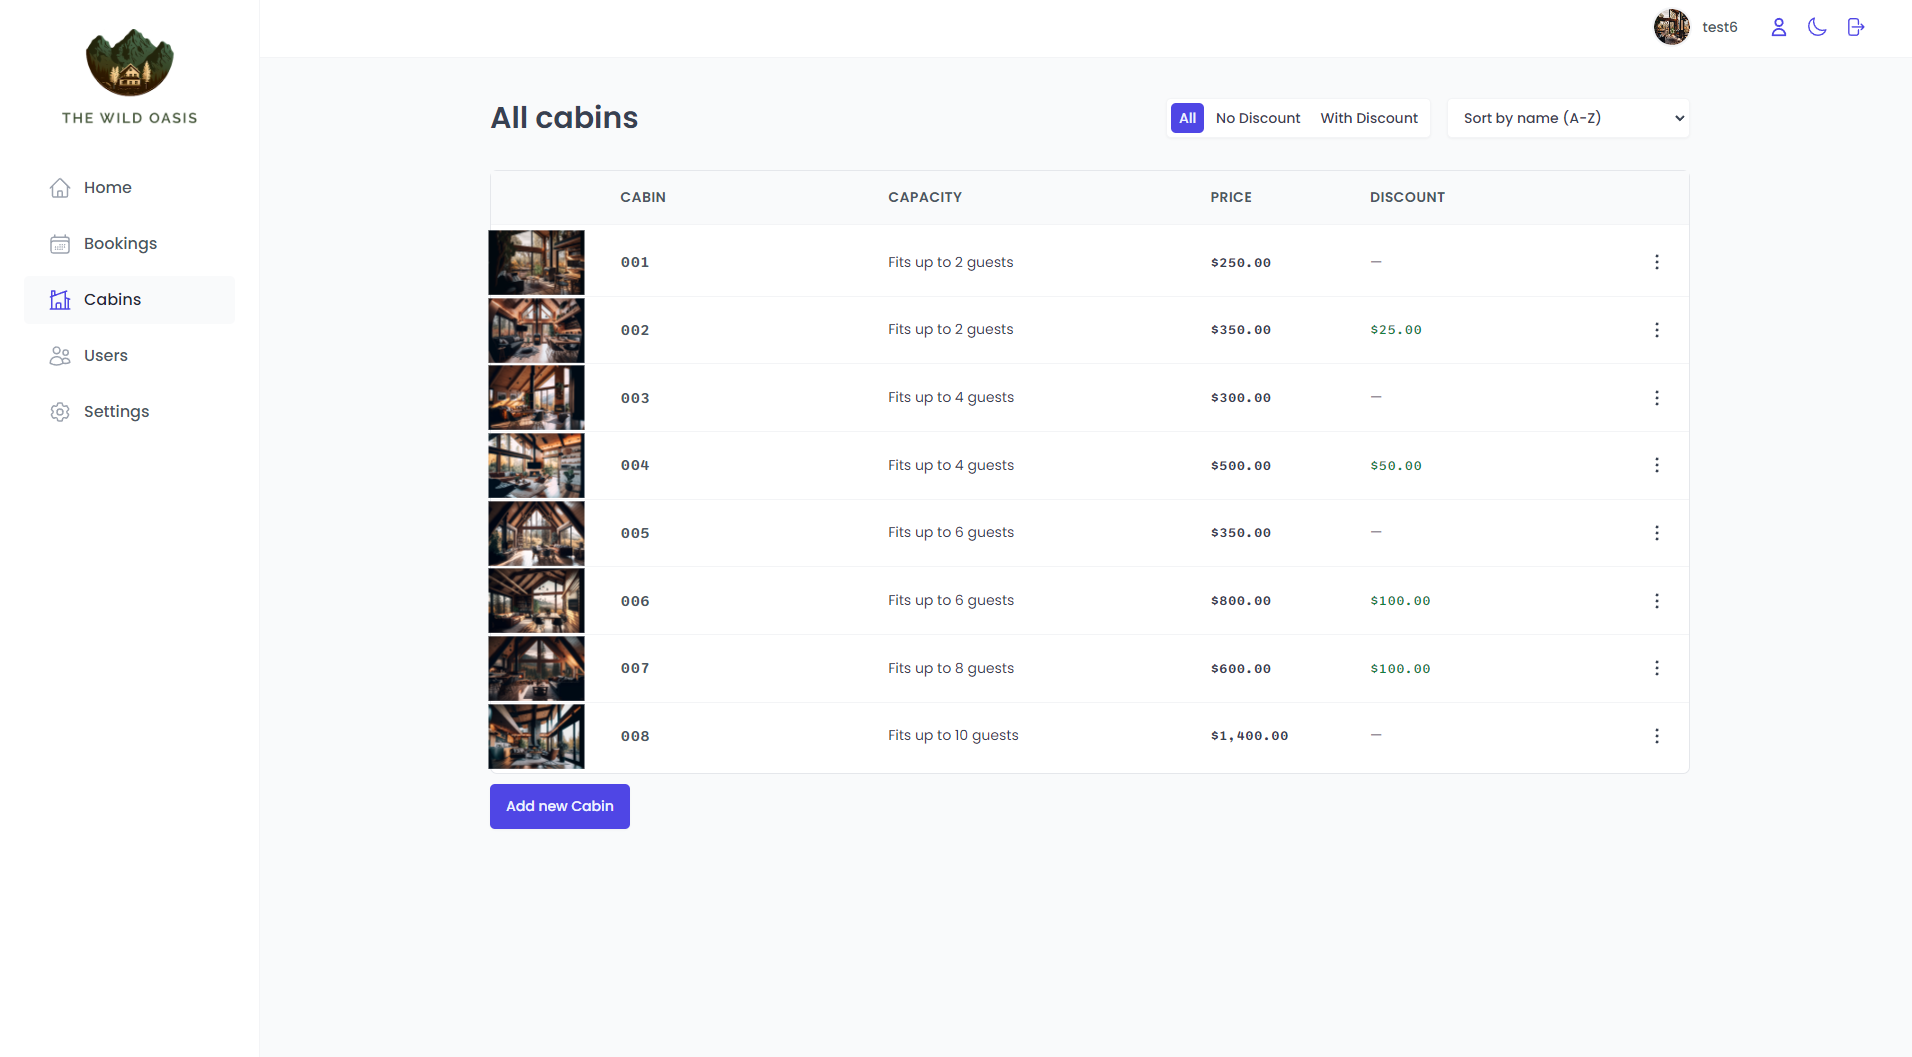 THE WILD OASIS
Home
Bookings
Cabins
Users
Settings
test6
All cabins
All No Discount With Discount Sort by name (A-Z)
CABIN CAPACITY PRICE DISCOUNT
001 Fits up to 2 guests $250.00 —
002 Fits up to 2 guests $350.00 $25.00
003 Fits up to 4 guests $300.00 —
004 Fits up to 4 guests $500.00 $50.00
005 Fits up to 6 guests $350.00 —
006 Fits up to 6 guests $800.00 $100.00
007 Fits up to 8 guests $600.00 $100.00
008 Fits up to 10 guests $1,400.00 —
Add new Cabin